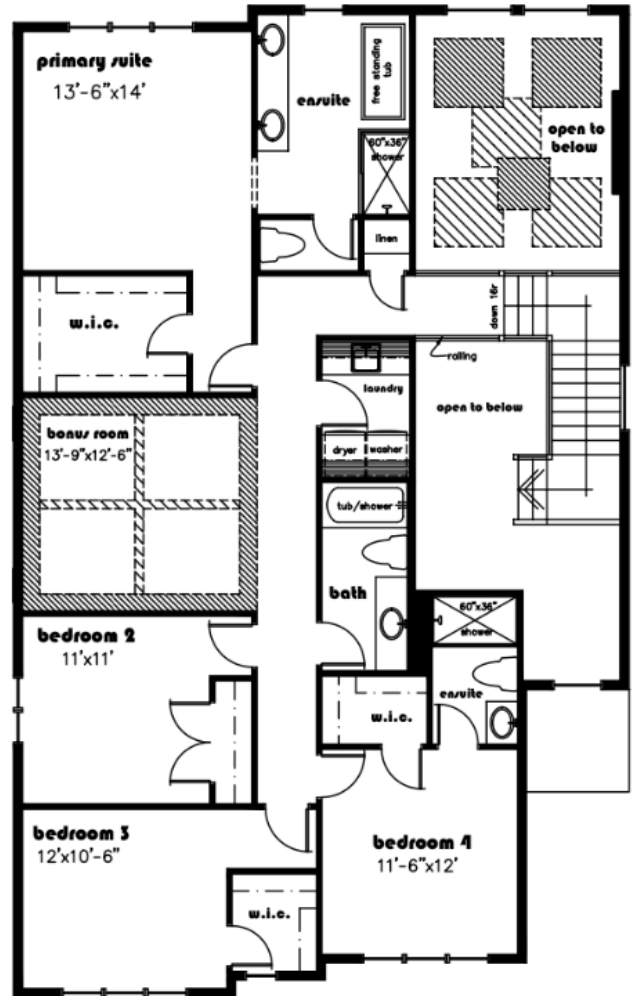 primary suite
13'-6"x14'
ensuite
free standing
tub
60"x36"
shower
open to
below
linen
w.i.c.
down 16r
railing
laundry
open to below
bonus room
13'-9"x12'-6"
dryer
washer
tub/shower
bath
bedroom 2
11'x11'
60"x36"
shower
ensuite
w.i.c.
bedroom 3
12'x10'-6"
bedroom 4
11'-6"x12'
w.i.c.